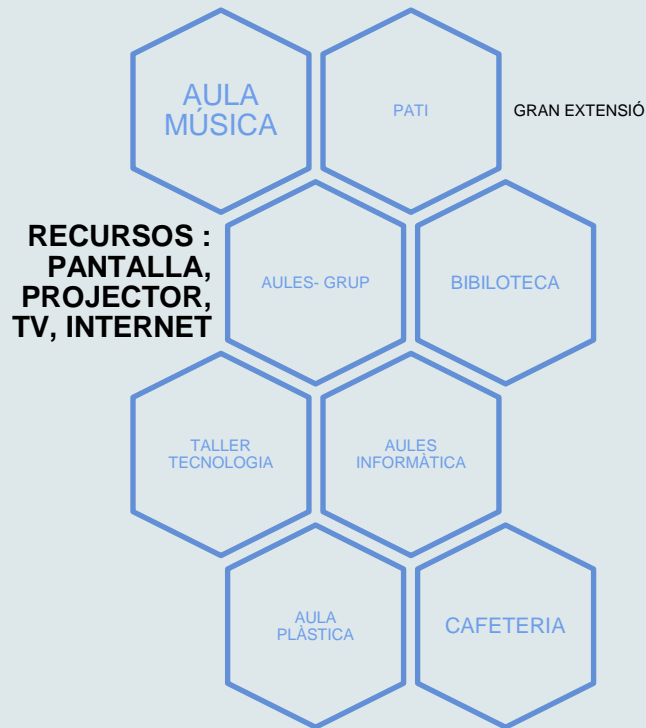 AULA
MÚSICA
PATI
GRAN EXTENSIÓ
RECURSOS :
PANTALLA,
PROJECTOR,
TV, INTERNET
AULES- GRUP
BIBILOTECA
TALLER
TECNOLOGIA
AULES
INFORMÀTICA
AULA
PLÀSTICA
CAFETERIA